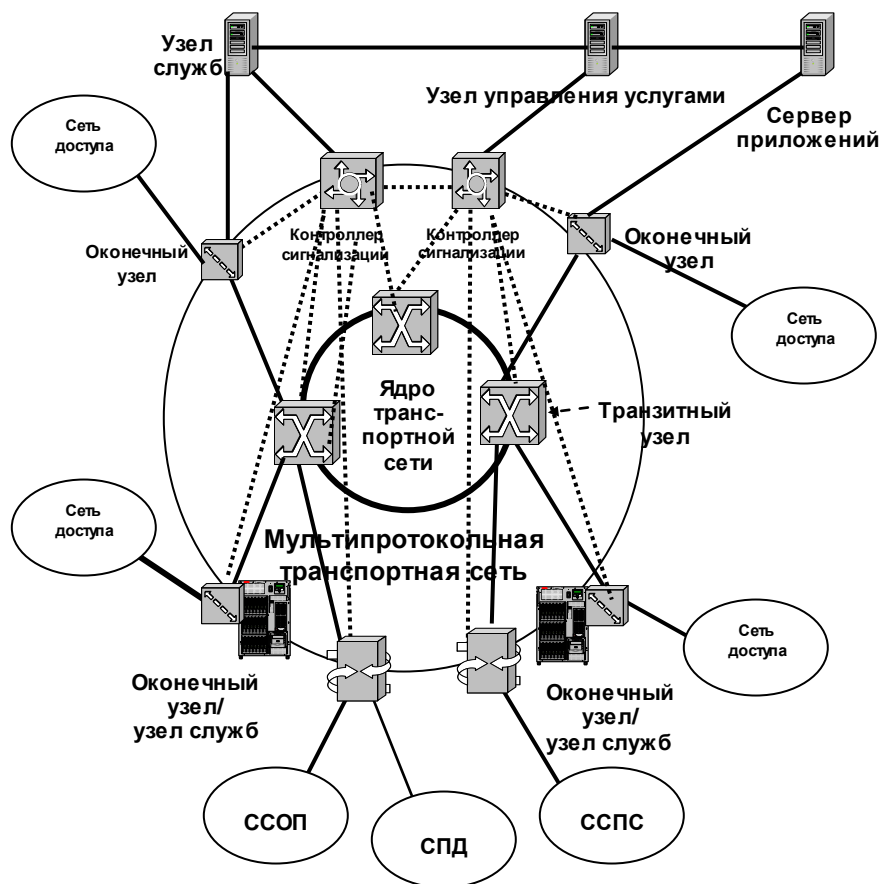 Узел
служб
Узел управления услугами
Сервер
приложений
Сеть
доступа
Оконечный
узел
Контроллер
сигнализации
Контроллер
сигнализации
Оконечный
узел
Сеть
доступа
Ядро
транс-
портной
сети
Транзитный
узел
Сеть
доступа
Мультипротокольная
транспортная сеть
Сеть
доступа
Оконечный
узел/
узел служб
Оконечный
узел/
узел служб
ССОП
СПД
ССПС